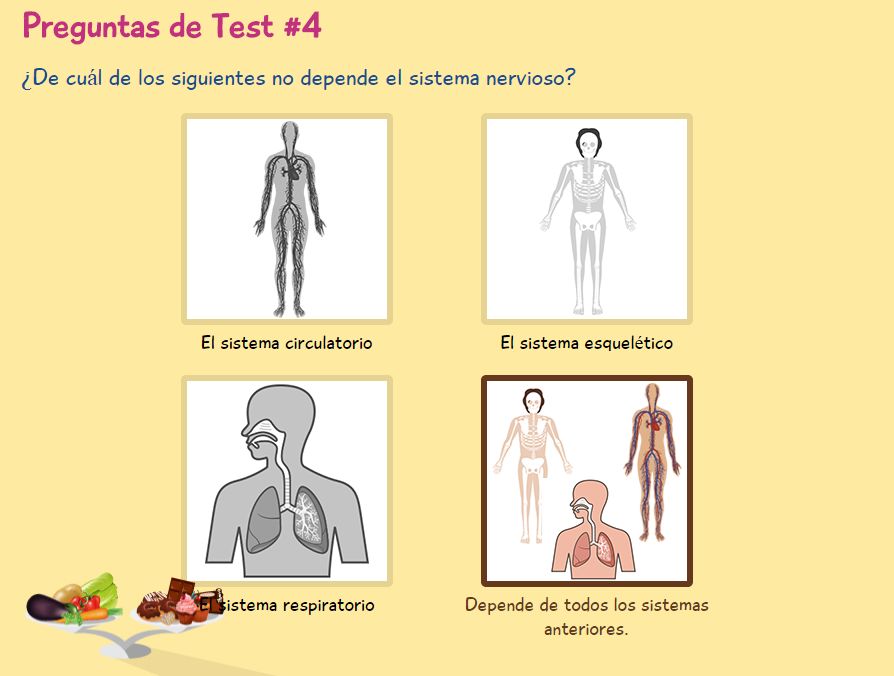 Preguntas de Test #4
¿De cuál de los siguientes no depende el sistema nervioso?
El sistema circulatorio
El sistema esquelético
El sistema respiratorio
Depende de todos los sistemas
anteriores.